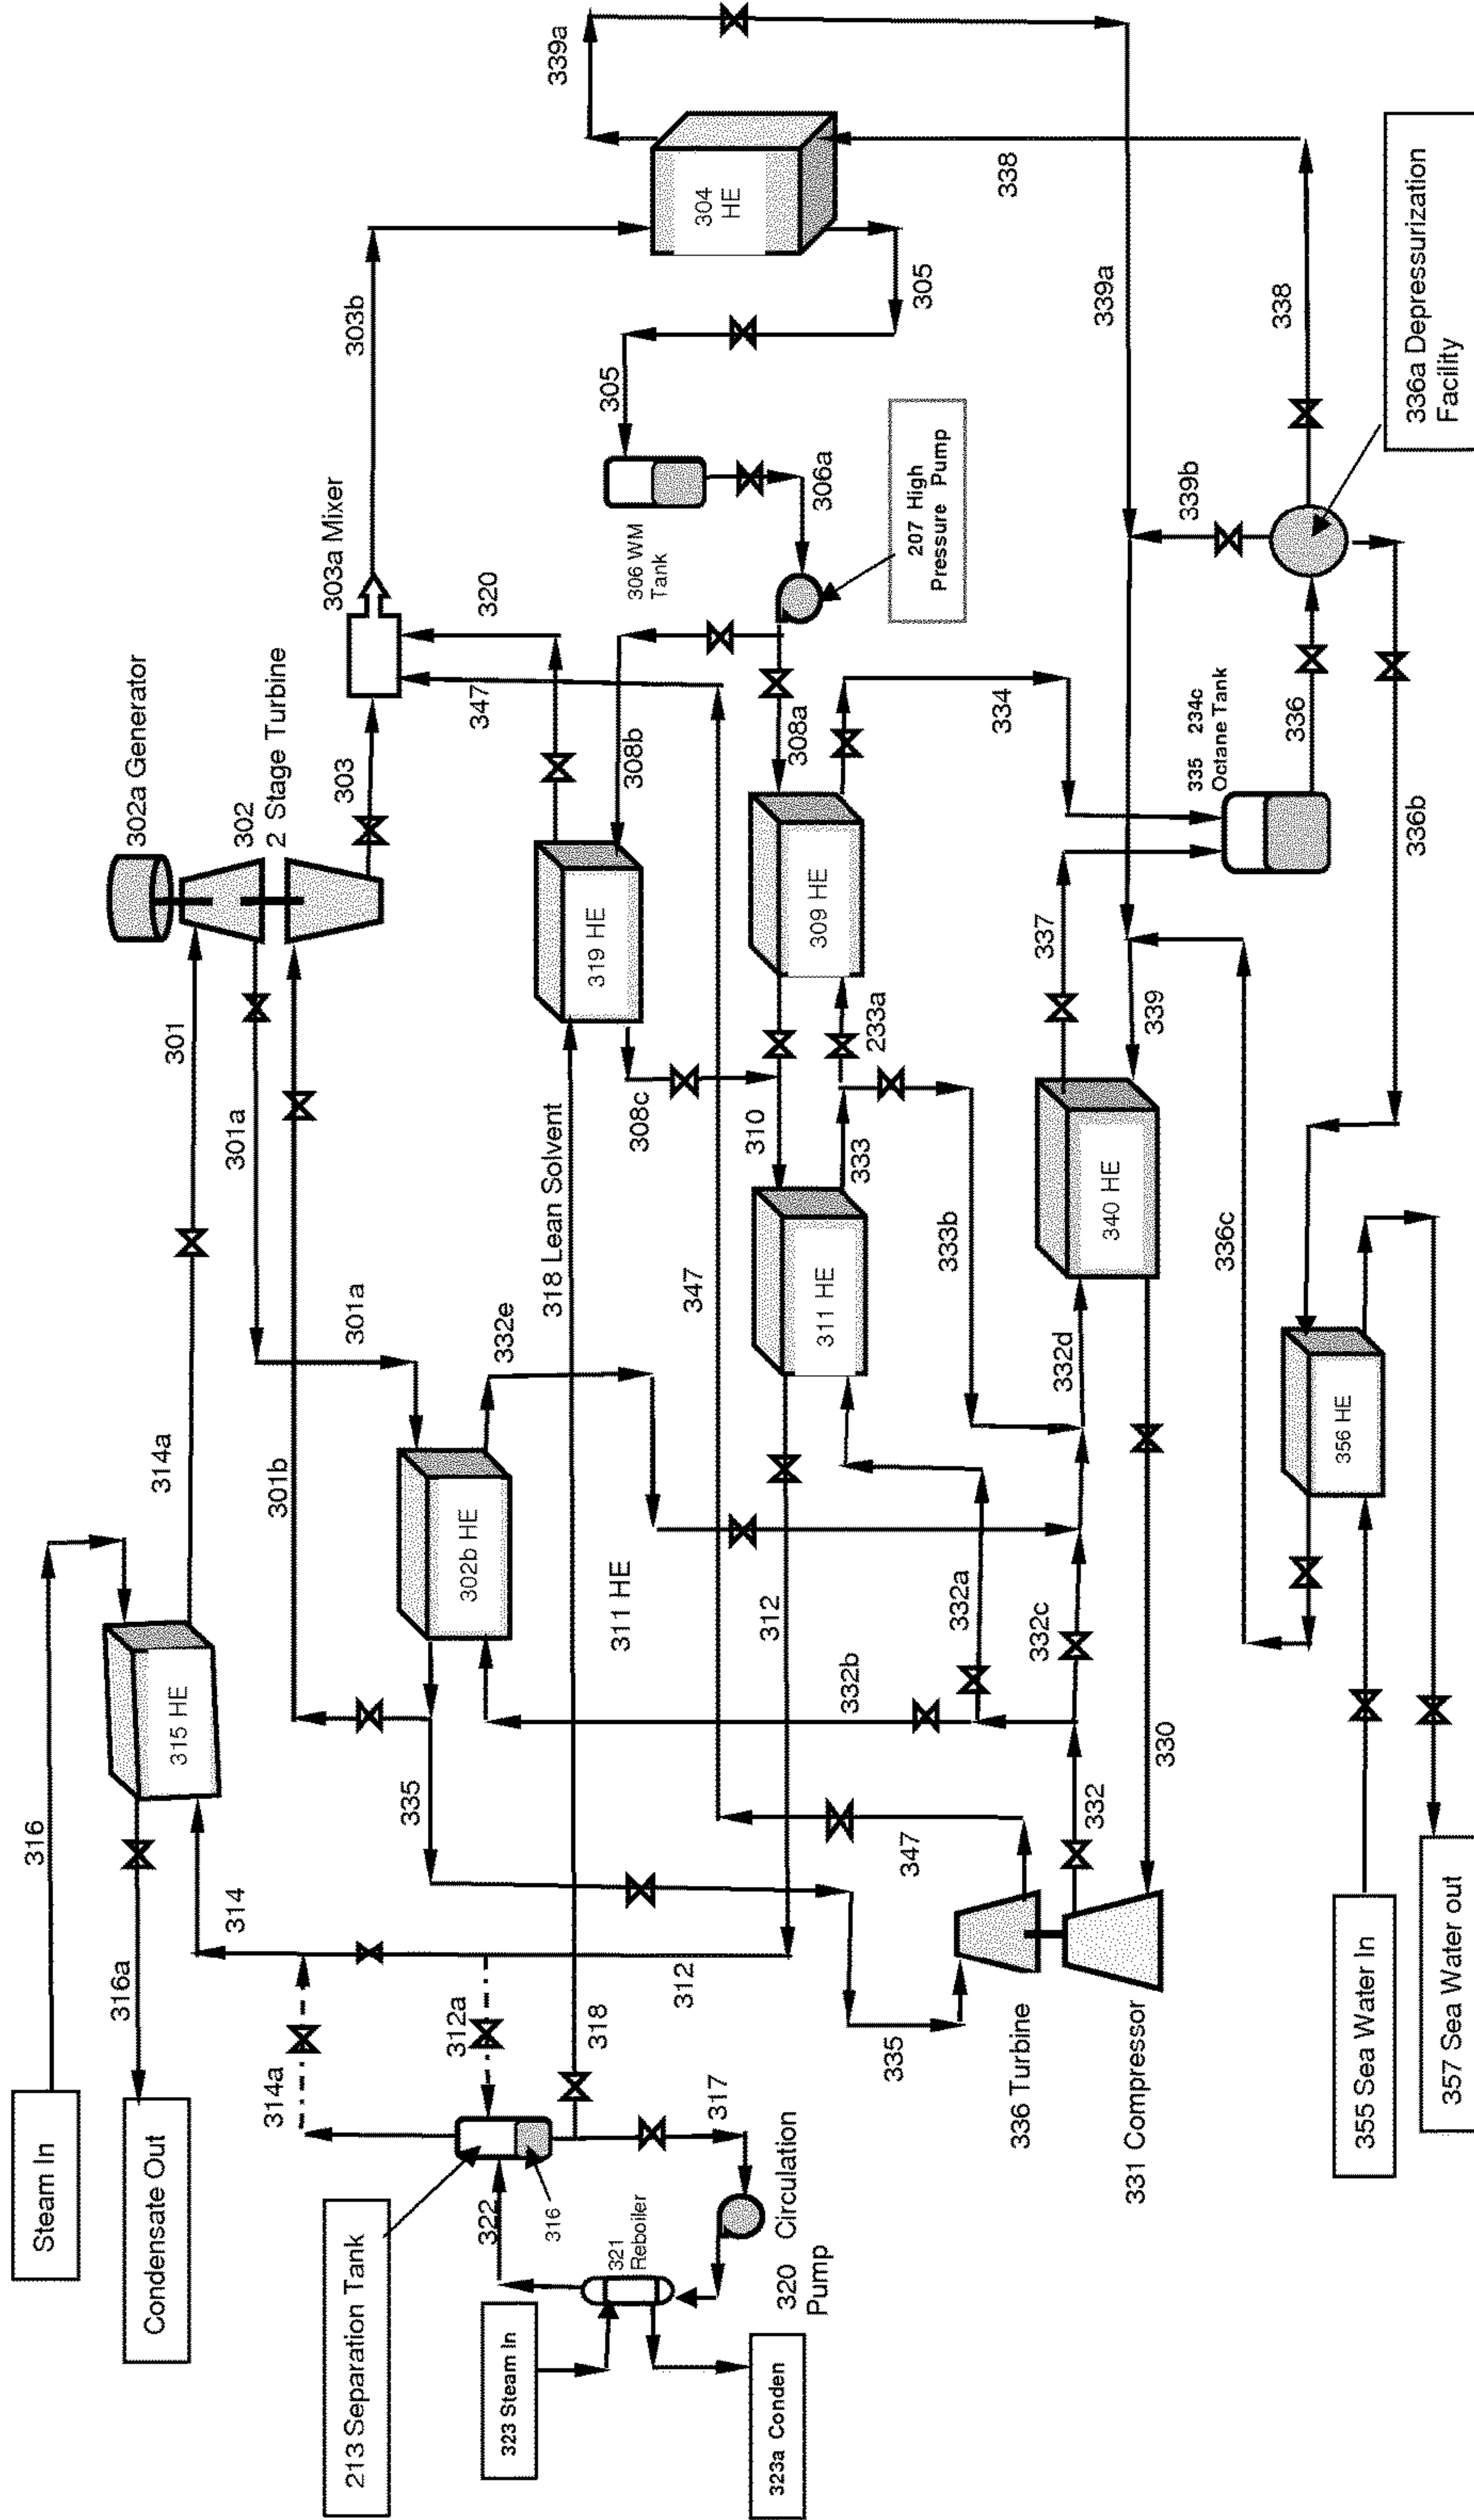 Steam In
316
Condensate Out
316a
314
315 HE
314a
301
302a Generator
302
2 Stage Turbine
303
303a Mixer
303b
339a
301a
301a
301b
335
302b HE
332e
347
320
304
HE
305
305
306 WM
Tank
306a
207 High
Pressure Pump
308b
319 HE
308c
308a
309 HE
310
233a
311 HE
333
333b
334
338
339a
213 Separation Tank
314a
312a
322
316
318
318 Lean Solvent
311 HE
312
312
317
321
Reboiler
323 Steam In
323a Conden
320 Circulation
Pump
335
347
347
336 Turbine
331 Compressor
332
332b
332a
332c
332d
330
340 HE
337
339
335 234c
Octane Tank
336
339b
338
336a Depressurization
Facility
336b
336c
356 HE
355 Sea Water In
357 Sea Water out